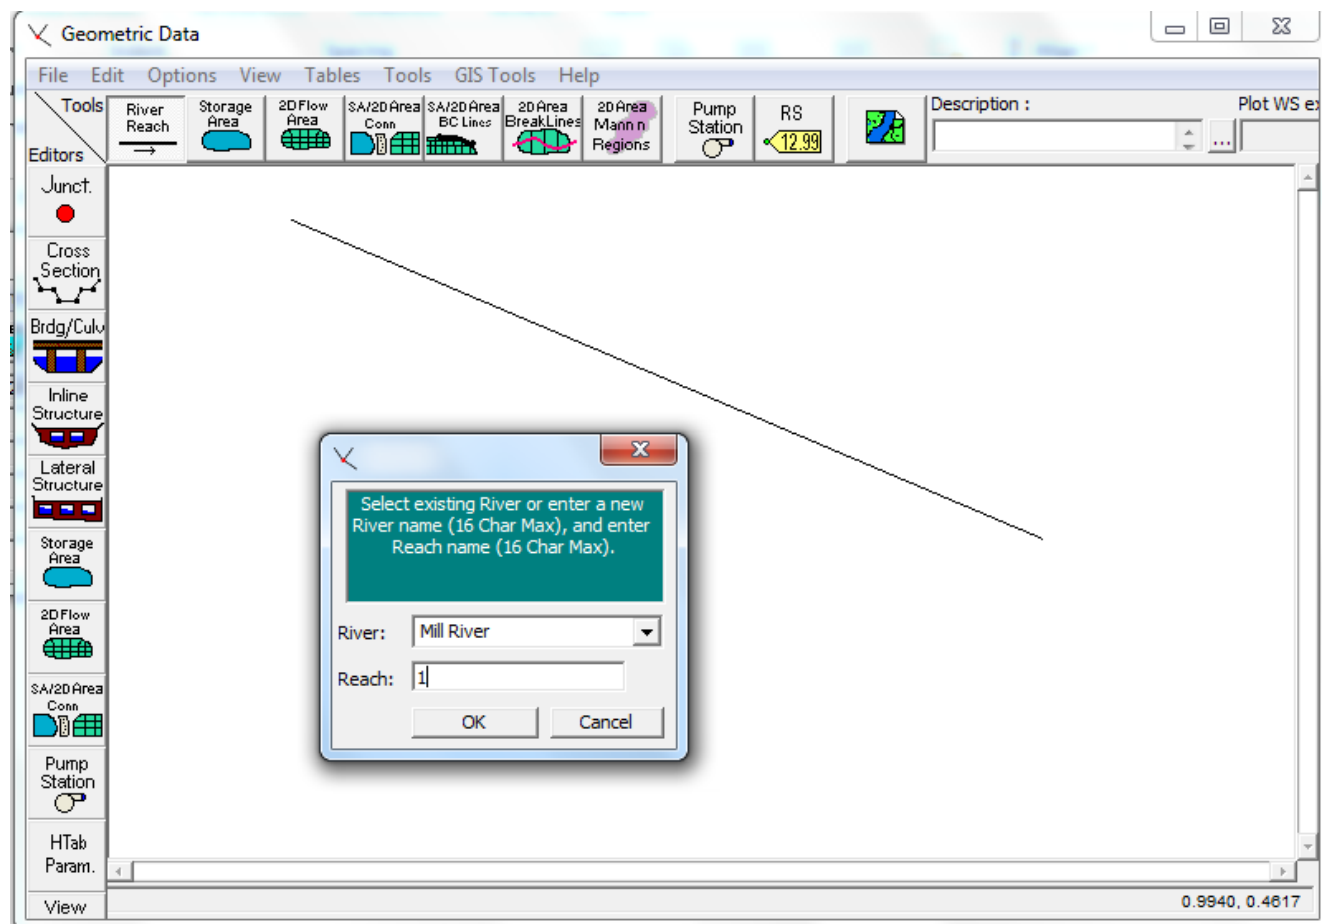 Geometric Data
File Edit Options View Tables Tools GIS Tools Help
Tools
Editors
River
Reach
Storage
Area
2D Flow
Area
SA/2D Area
Conn
SA/2D Area
BC Lines
2D Area
BreakLines
2D Area
Mann n
Regions
Pump
Station
RS
12.99
Description :
...
Plot WS
Junct.
Cross
Section
Brdg/Culv
Inline
Structure
Lateral
Structure
Storage
Area
2D Flow
Area
SA/2D Area
Conn
Pump
Station
HTab
Param.
View
Select existing River or enter a new
River name (16 Char Max), and enter
Reach name (16 Char Max).
River: Mill River
Reach: 1
OK Cancel
0.9940, 0.4617